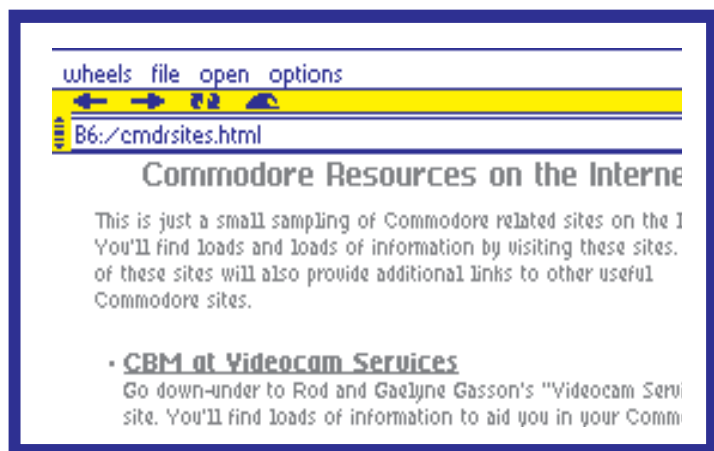 wheels file open options
B6:/cmdrsites.html
Commodore Resources on the Interne
This is just a small sampling of Commodore related sites on the I
You'll find loads and loads of information by visiting these sites.
of these sites will also provide additional links to other useful
Commodore sites.
· CBM at Videocam Services
Go down-under to Rod and Gaelyne Gasson's "Videocam Servi
site. You'll find loads of information to aid you in your Comm